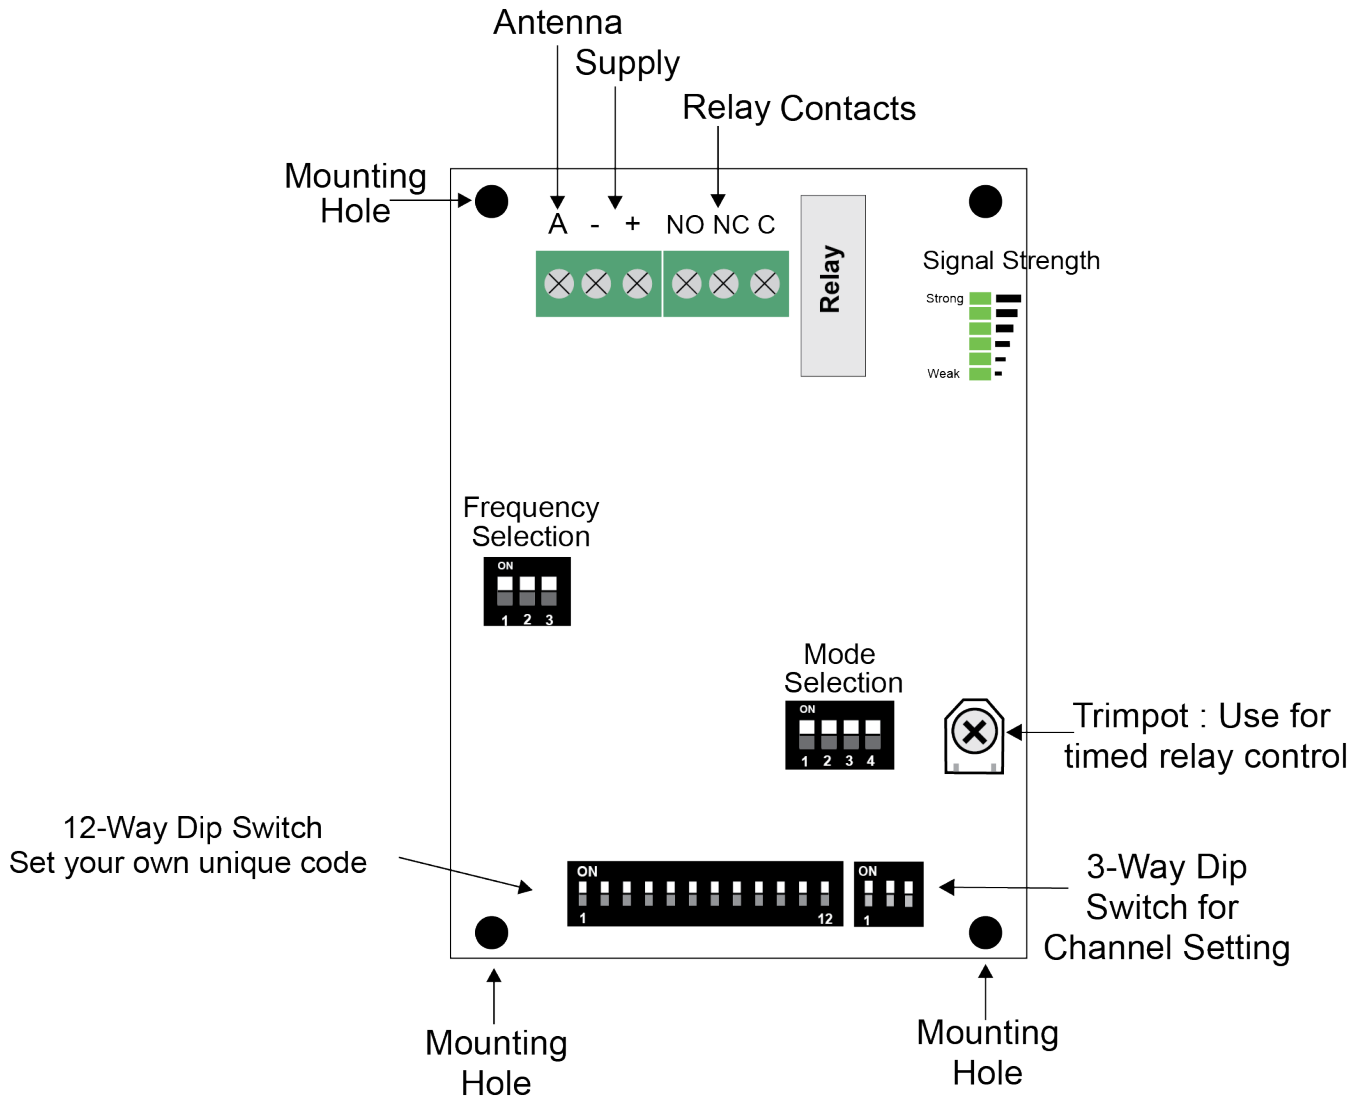 Antenna
Supply
Relay Contacts
Mounting
Hole
A - + NO NC C
Relay
Signal Strength
Strong
Weak
Frequency
Selection
ON
1 2 3
Mode
Selection
ON
1 2 3 4
Trimpot : Use for
timed relay control
12-Way Dip Switch
Set your own unique code
ON
1 12
ON
1
3-Way Dip
Switch for
Channel Setting
Mounting
Hole
Mounting
Hole